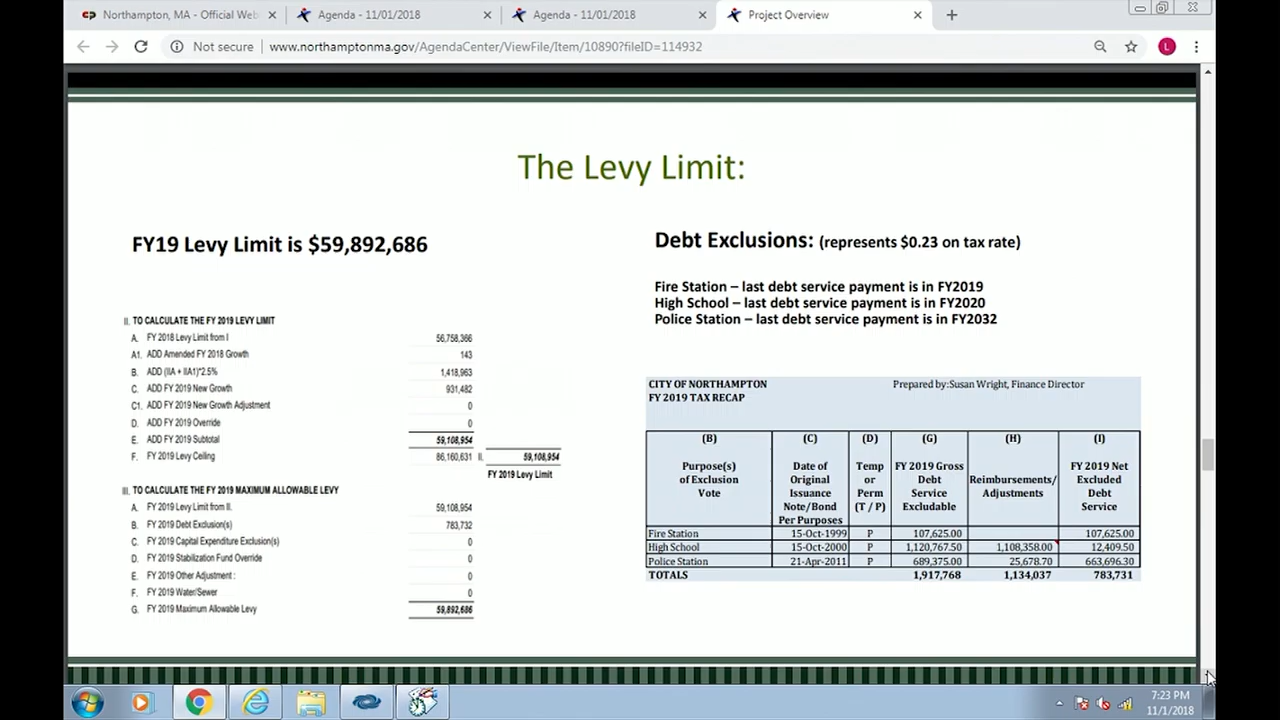 Northampton, MA - Official Web
Agenda - 11/01/2018
Agenda - 11/01/2018
Project Overview
Not secure
www.northamptonma.gov/AgendaCenter/ViewFile/Item/10890?fileID=114932
L
The Levy Limit:
FY19 Levy Limit is $59,892,686
II. TO CALCULATE THE FY 2019 LEVY LIMIT
A. FY 2018 Levy Limit from I 56,758,366
A1. ADD Amended FY 2018 Growth 143
B. ADD (IIA + IIA1)*2.5% 1,418,963
C. ADD FY 2019 New Growth 931,482
C1. ADD FY 2019 New Growth Adjustment 0
D. ADD FY 2019 Override 0
E. ADD FY 2019 Subtotal 59,108,954
F. FY 2019 Levy Ceiling 86,160,631 II. 59,108,954
FY 2019 Levy Limit
III. TO CALCULATE THE FY 2019 MAXIMUM ALLOWABLE LEVY
A. FY 2019 Levy Limit from II. 59,108,954
B. FY 2019 Debt Exclusion(s) 783,732
C. FY 2019 Capital Expenditure Exclusion(s) 0
D. FY 2019 Stabilization Fund Override 0
E. FY 2019 Other Adjustment : 0
F. FY 2019 Water/Sewer 0
G. FY 2019 Maximum Allowable Levy 59,892,686
Debt Exclusions: (represents $0.23 on tax rate)
Fire Station – last debt service payment is in FY2019
High School – last debt service payment is in FY2020
Police Station – last debt service payment is in FY2032
CITY OF NORTHAMPTON Prepared by:Susan Wright, Finance Director
FY 2019 TAX RECAP
(B) (C) (D) (G) (H) (I)
Purpose(s) of Exclusion Vote
Date of Original Issuance Note/Bond Per Purposes
Temp or Perm (T / P)
FY 2019 Gross Debt Service Excludable
Reimbursements/ Adjustments
FY 2019 Net Excluded Debt Service
Fire Station 15-Oct-1999 P 107,625.00 107,625.00
High School 15-Oct-2000 P 1,120,767.50 1,108,358.00 12,409.50
Police Station 21-Apr-2011 P 689,375.00 25,678.70 663,696.30
TOTALS 1,917,768 1,134,037 783,731
7:23 PM
11/1/2018